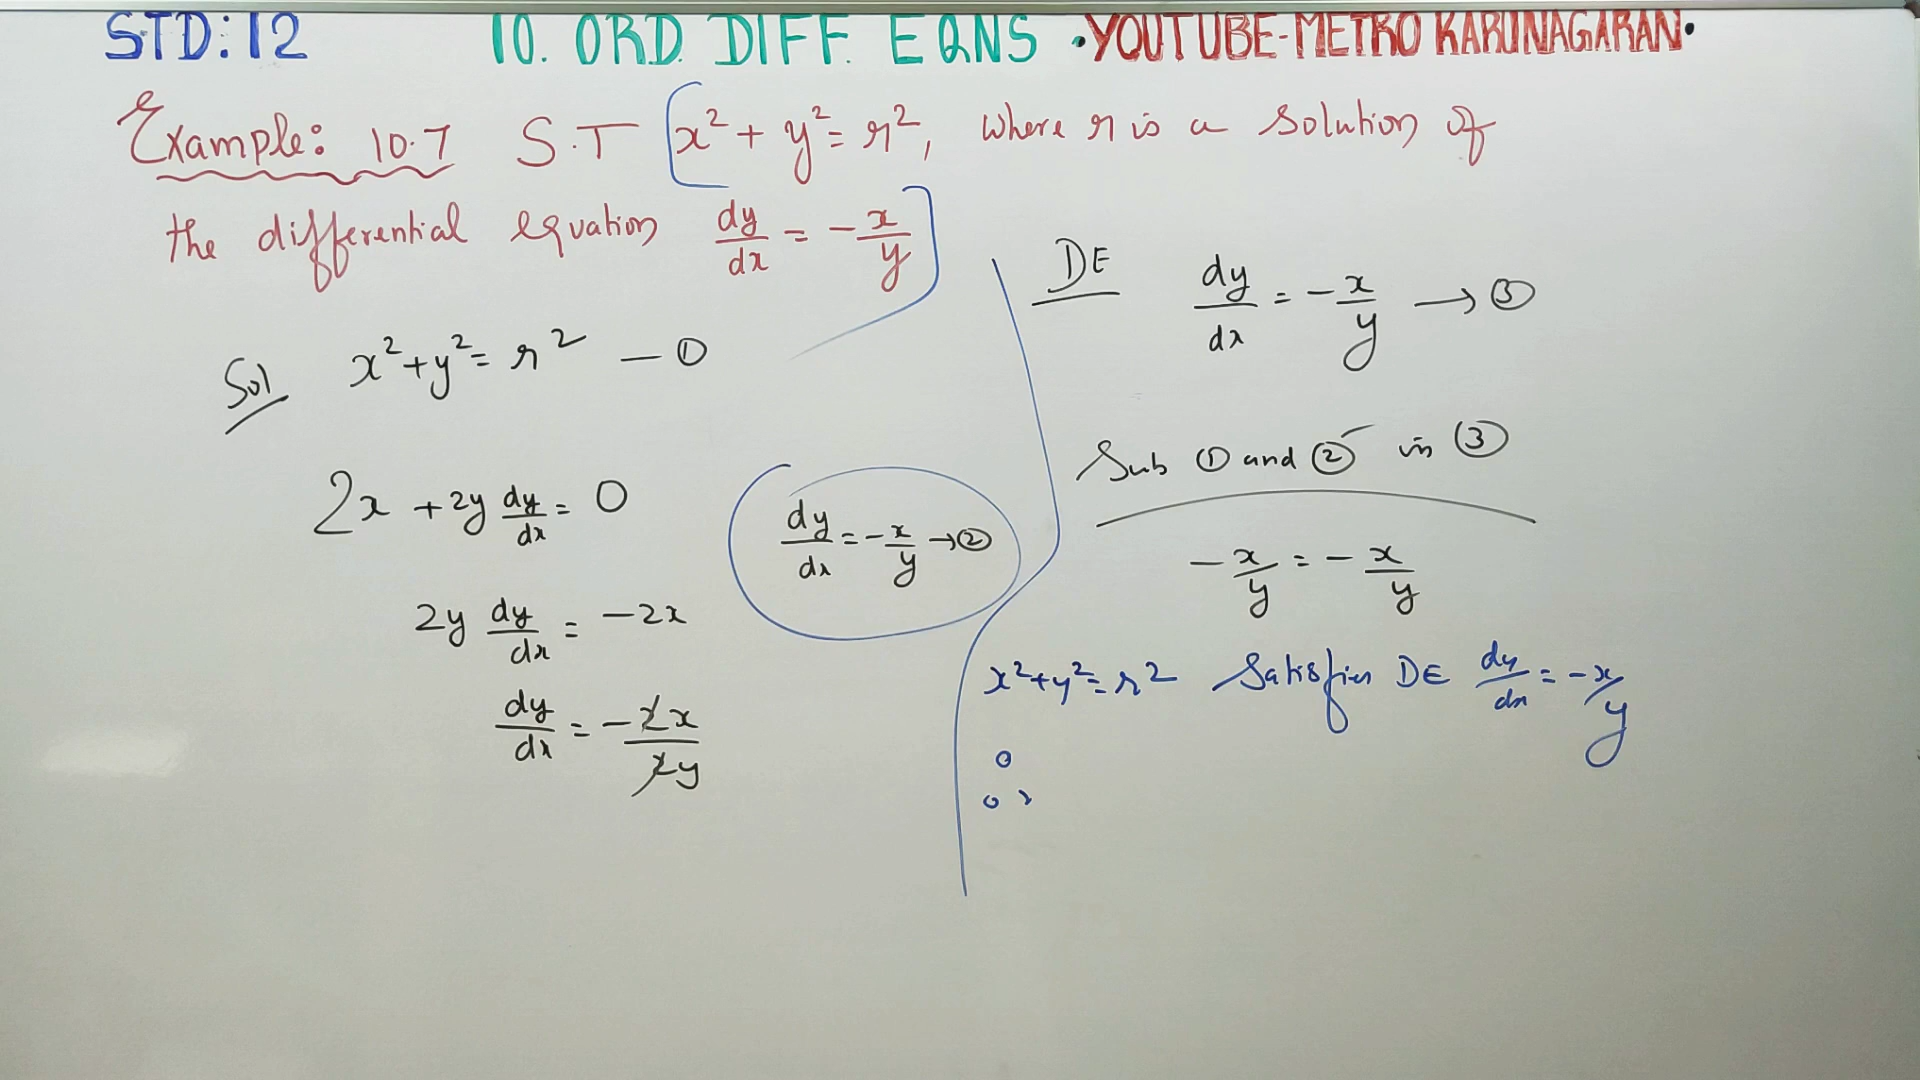 STD: 12 10. ORD. DIFF. EQNS • YOUTUBE-METRO KARUNAGARAN •
Example: 10.7 S.T [x² + y² = r², where r is a solution of
the differential equation dy/dx = -x/y]
Sol x² + y² = r² — ①
2x + 2y dy/dx = 0
2y dy/dx = -2x
dy/dx = -2x/2y
dy/dx = -x/y → ②
DE dy/dx = -x/y → ③
Sub ① and ② in ③
-x/y = -x/y
x² + y² = r² Satisfies DE dy/dx = -x/y
∴